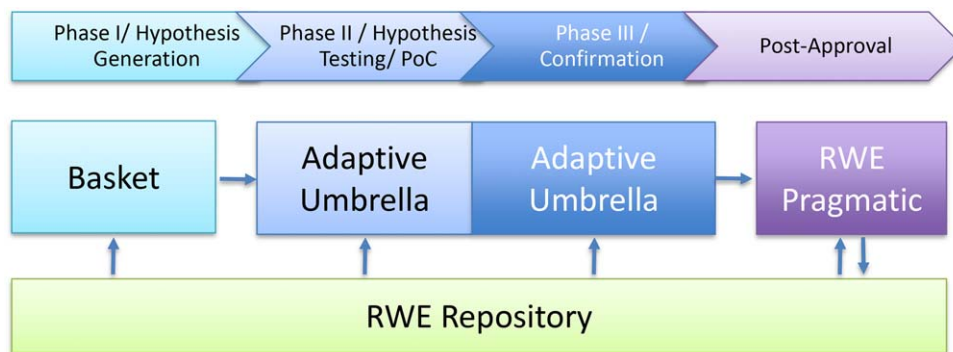 Phase I/ Hypothesis
Generation
Phase II / Hypothesis
Testing/ PoC
Phase III /
Confirmation
Post-Approval
Basket
Adaptive
Umbrella
Adaptive
Umbrella
RWE
Pragmatic
RWE Repository